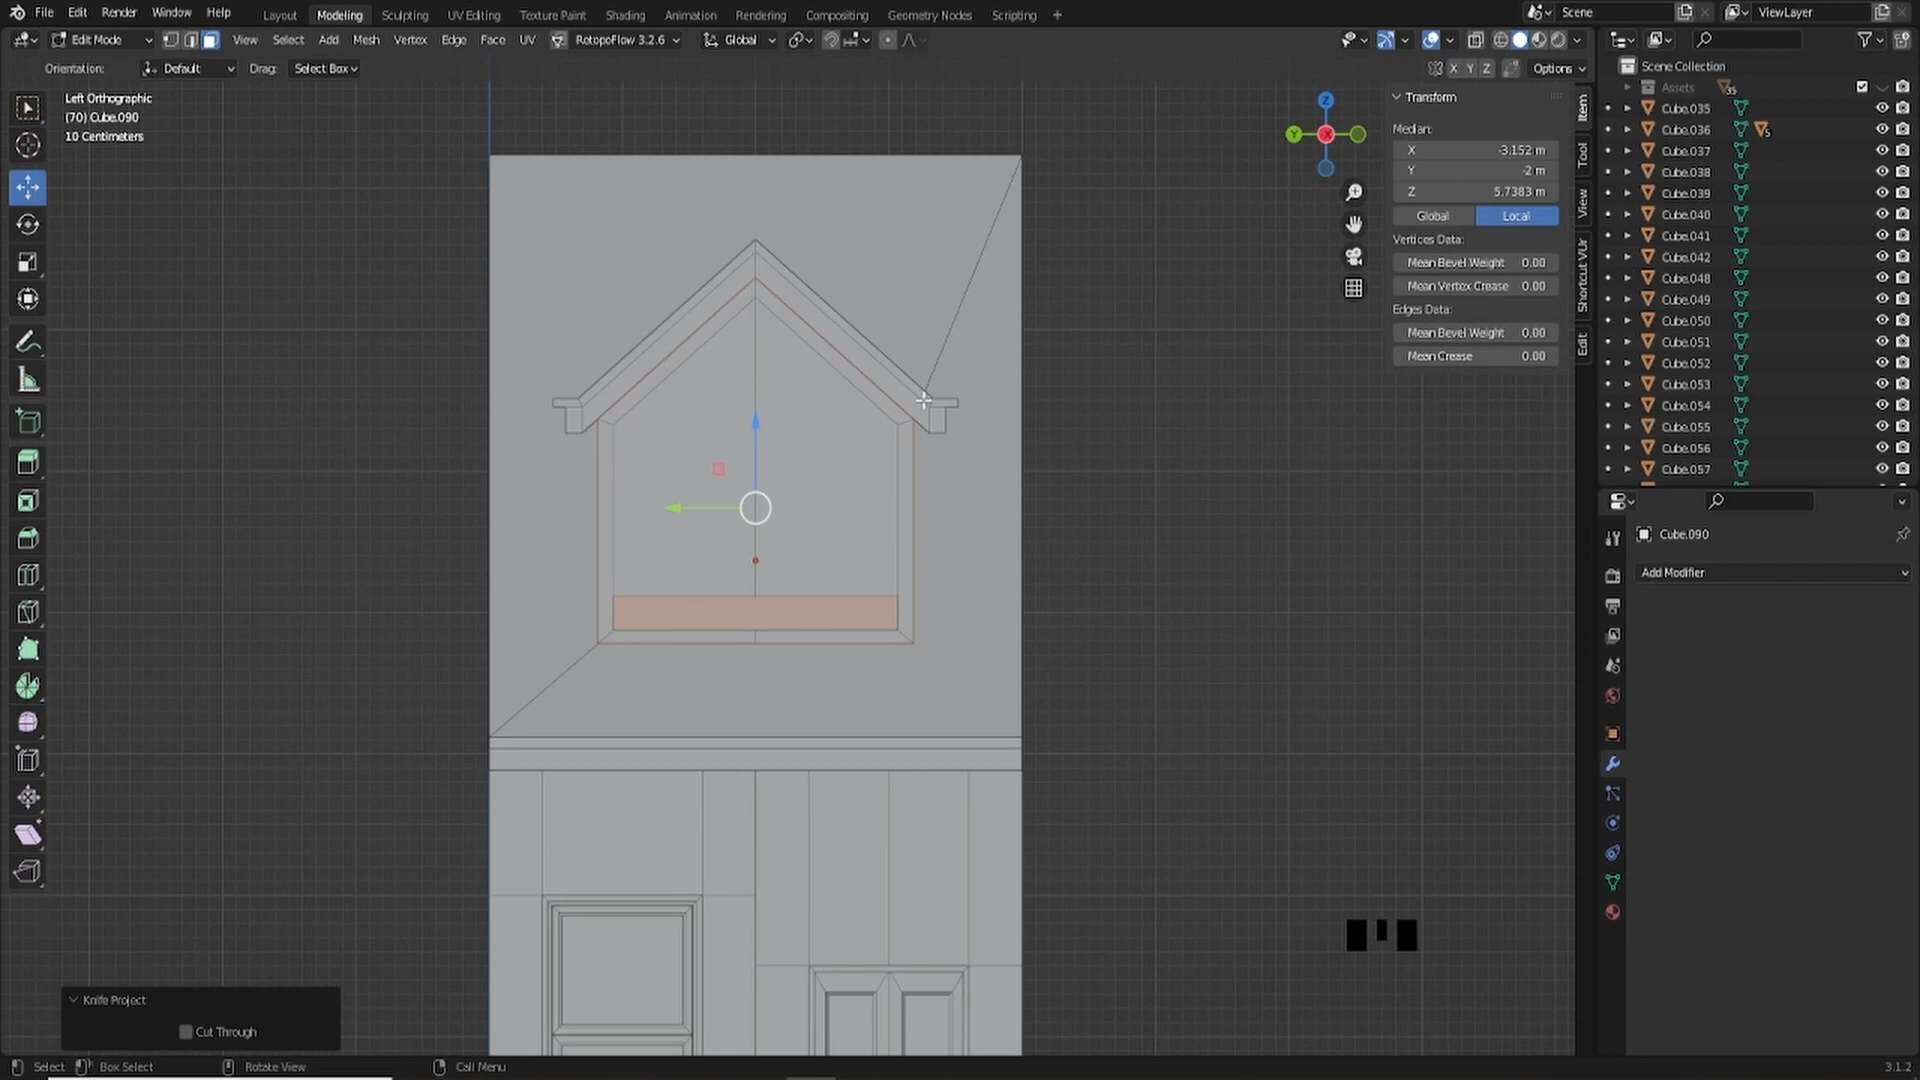 File Edit Render Window Help Layout Modeling Sculpting UV Editing Texture Paint Shading Animation Rendering Compositing Geometry Nodes Scripting + Scene ViewLayer
Edit Mode View Select Add Mesh Vertex Edge Face UV RetopoFlow 3.2.6 Global
Orientation: Default Drag: Select Box X Y Z Options
Left Orthographic
(70) Cube.090
10 Centimeters
Z
Y
X
Transform
Median:
X -3.152 m
Y -2 m
Z 5.7383 m
Global Local
Vertices Data:
Mean Bevel Weight 0.00
Mean Vertex Crease 0.00
Edges Data:
Mean Bevel Weight 0.00
Mean Crease 0.00
Item
Tool
View
Shortcut VUr
Edit
Scene Collection
Assets 35
Cube.035
Cube.036 5
Cube.037
Cube.038
Cube.039
Cube.040
Cube.041
Cube.042
Cube.048
Cube.049
Cube.050
Cube.051
Cube.052
Cube.053
Cube.054
Cube.055
Cube.056
Cube.057
Cube.090
Add Modifier
Knife Project
Cut Through
Select Box Select Rotate View Call Menu 3.1.2